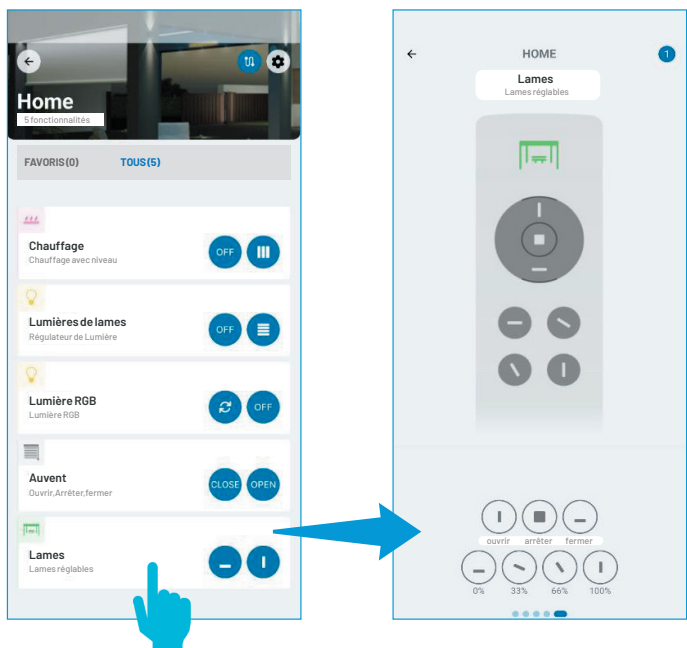 Home
5 fonctionnalités
FAVORIS (0) TOUS (5)
Chauffage
Chauffage avec niveau
OFF
Lumières de lames
Régulateur de Lumière
OFF
Lumière RGB
Lumière RGB
OFF
Auvent
Ouvrir, Arrêter, fermer
CLOSE OPEN
Lames
Lames réglables
HOME
1
Lames
Lames réglables
ouvrir arrêter fermer
0% 33% 66% 100%